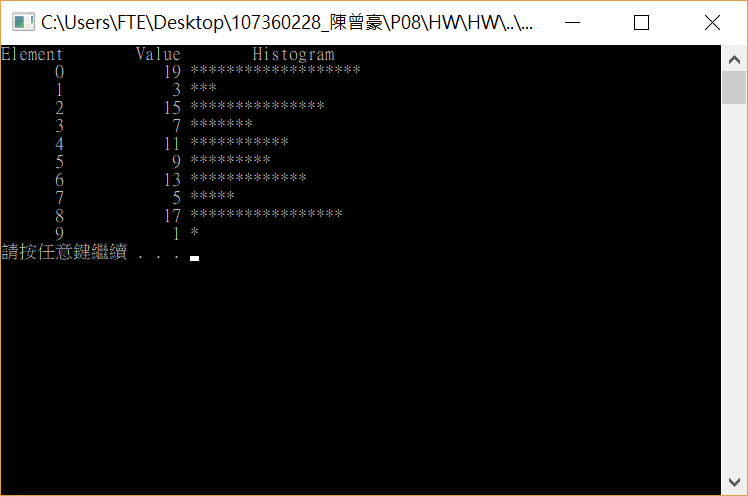 C:\Users\FTE\Desktop\107360228_陳曾豪\P08\HW\HW\..\...
Element        Value        Histogram
      0           19 *******************
      1            3 ***
      2           15 ***************
      3            7 *******
      4           11 ***********
      5            9 *********
      6           13 *************
      7            5 *****
      8           17 *****************
      9            1 *
請按任意鍵繼續 . . .